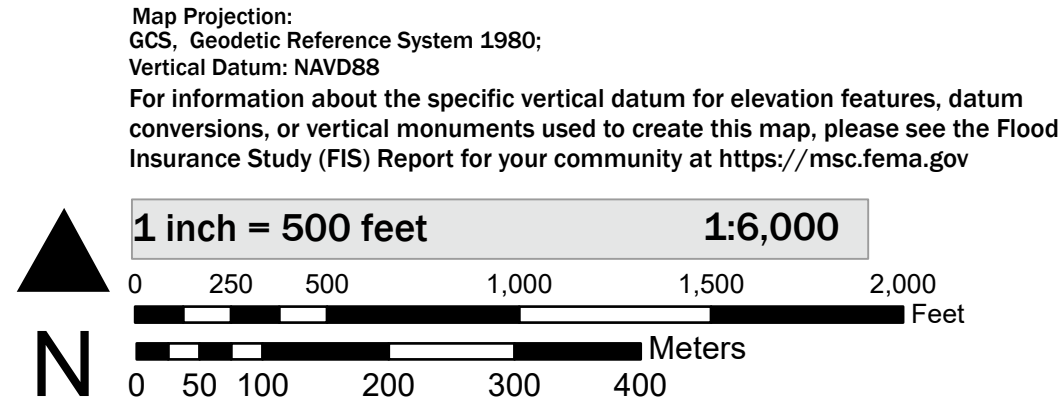 Map Projection:
GCS, Geodetic Reference System 1980;
Vertical Datum: NAVD88
For information about the specific vertical datum for elevation features, datum
conversions, or vertical monuments used to create this map, please see the Flood
Insurance Study (FIS) Report for your community at https://msc.fema.gov
1 inch = 500 feet 1:6,000
0 250 500 1,000 1,500 2,000
Feet
Meters
0 50 100 200 300 400
N